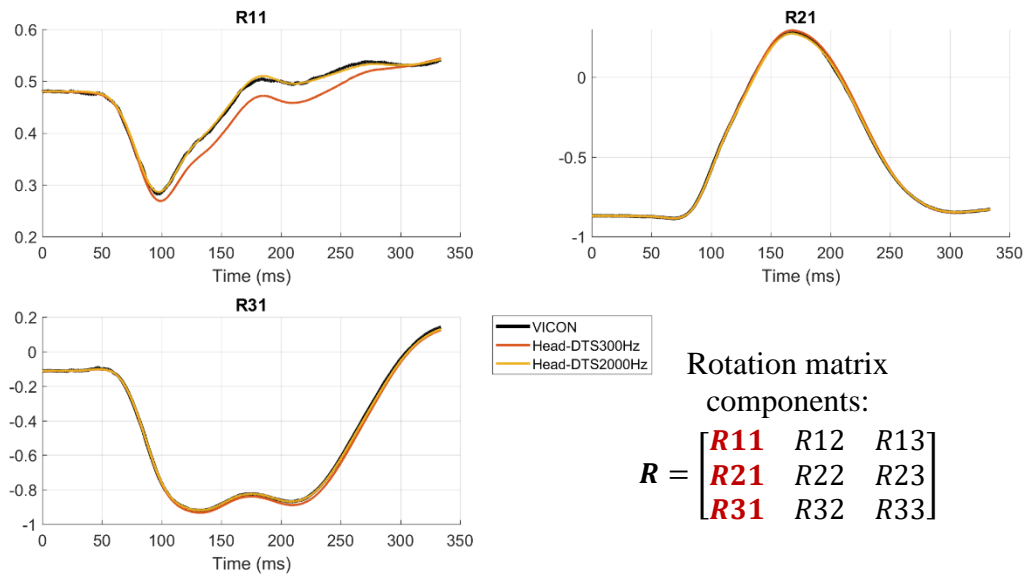 R11
0.6
0.5
0.4
0.3
0.2
0 50 100 150 200 250 300 350
Time (ms)
R21
0
-0.5
-1
0 50 100 150 200 250 300 350
Time (ms)
R31
0.2
0
-0.2
-0.4
-0.6
-0.8
-1
0 50 100 150 200 250 300 350
Time (ms)
VICON
Head-DTS300Hz
Head-DTS2000Hz
Rotation matrix
components:
R11 R12 R13
R = R21 R22 R23
R31 R32 R33